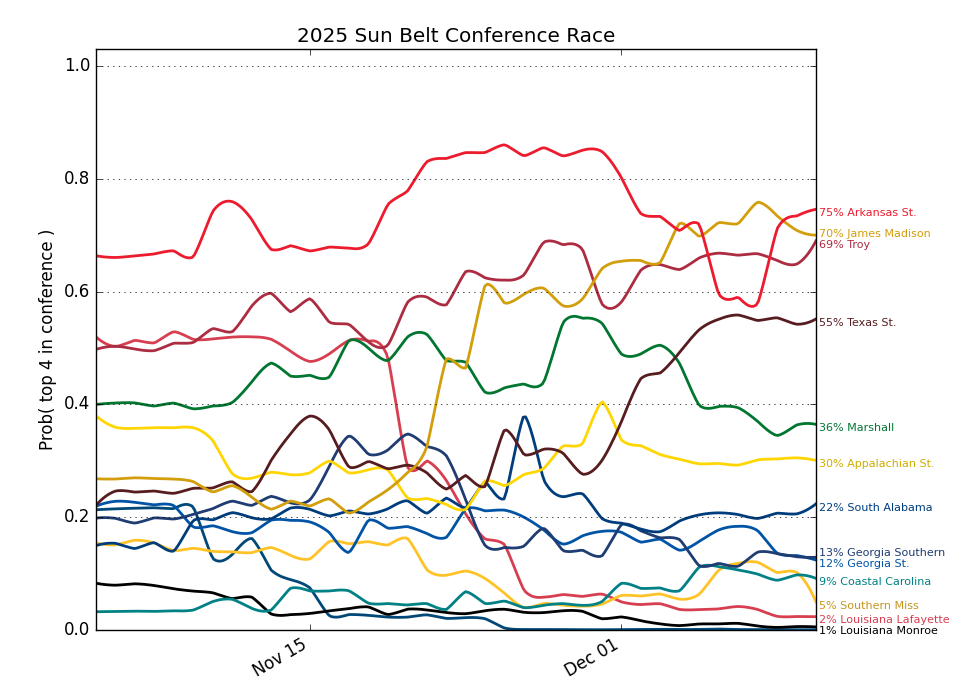 2025 Sun Belt Conference Race
Prob( top 4 in conference )
1.0
0.8
0.6
0.4
0.2
0.0
Nov 15
Dec 01
75% Arkansas St.
70% James Madison
69% Troy
55% Texas St.
36% Marshall
30% Appalachian St.
22% South Alabama
13% Georgia Southern
12% Georgia St.
9% Coastal Carolina
5% Southern Miss
2% Louisiana Lafayette
1% Louisiana Monroe